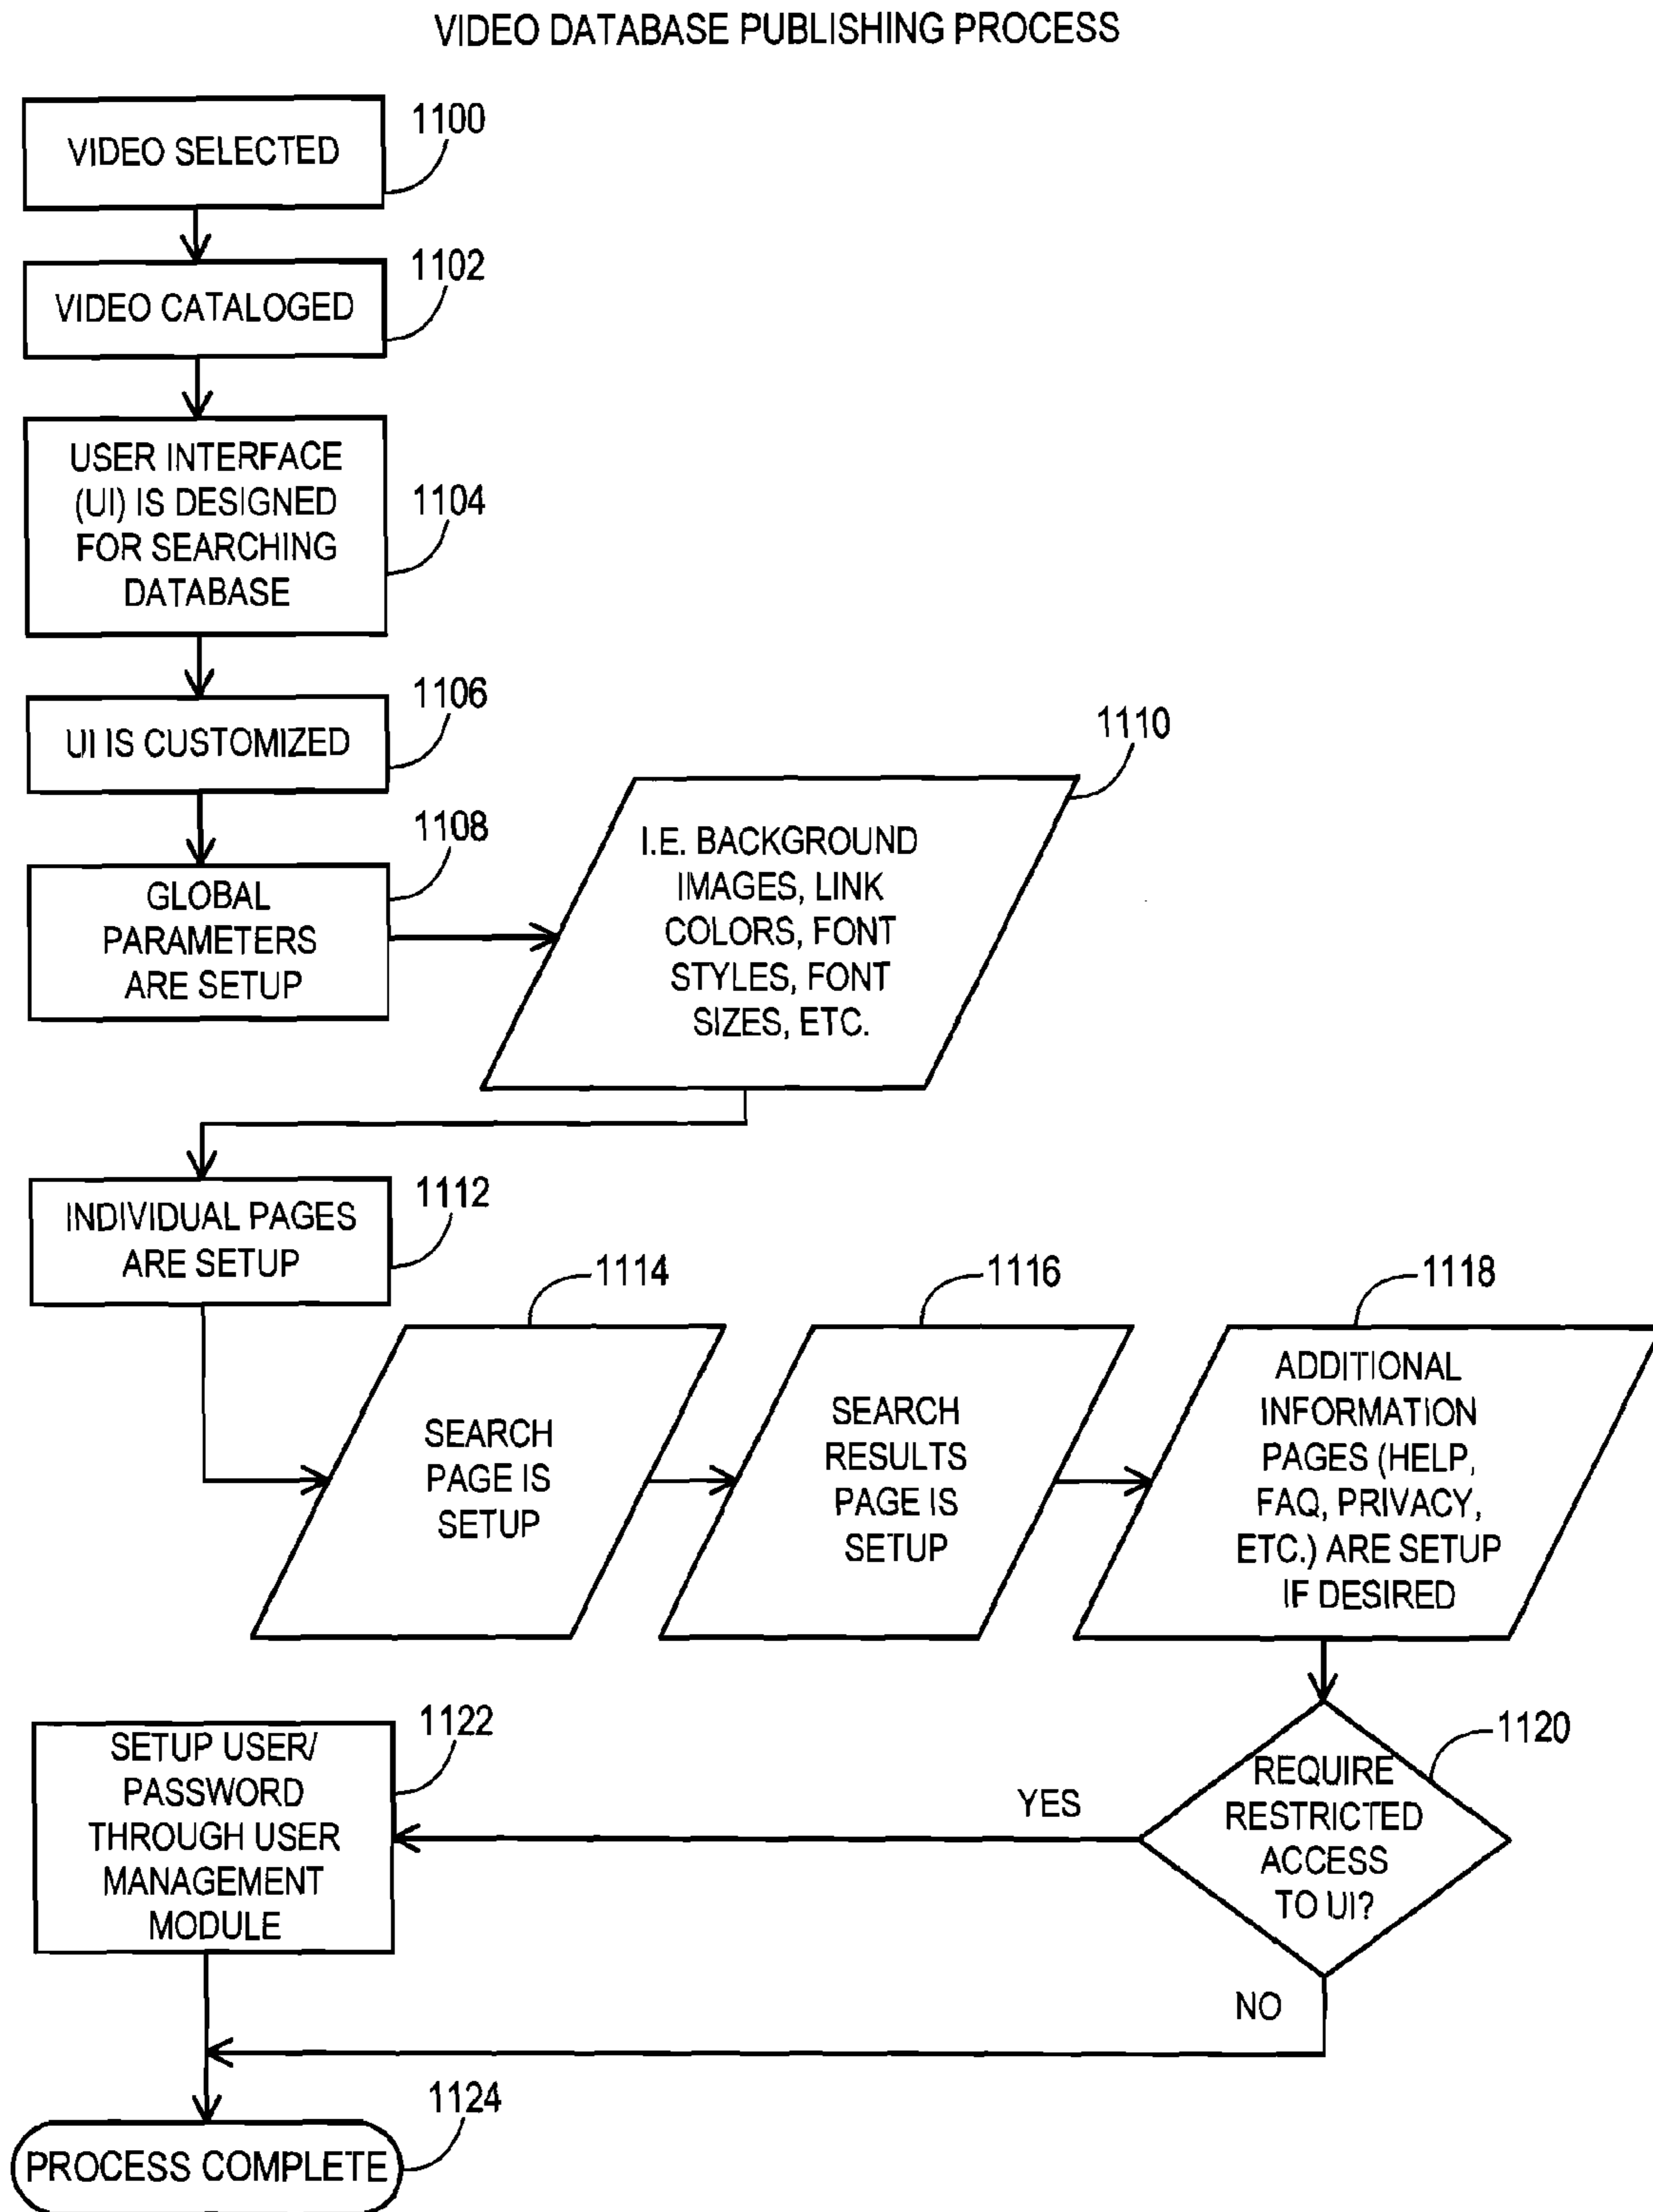 VIDEO DATABASE PUBLISHING PROCESS
VIDEO SELECTED
1100
VIDEO CATALOGED
1102
USER INTERFACE
(UI) IS DESIGNED
FOR SEARCHING
DATABASE
1104
UI IS CUSTOMIZED
1106
GLOBAL
PARAMETERS
ARE SETUP
1108
I.E. BACKGROUND
IMAGES, LINK
COLORS, FONT
STYLES, FONT
SIZES, ETC.
1110
INDIVIDUAL PAGES
ARE SETUP
1112
SEARCH
PAGE IS
SETUP
1114
SEARCH
RESULTS
PAGE IS
SETUP
1116
ADDITIONAL
INFORMATION
PAGES (HELP,
FAQ, PRIVACY,
ETC.) ARE SETUP
IF DESIRED
1118
REQUIRE
RESTRICTED
ACCESS
TO UI?
1120
YES
NO
SETUP USER/
PASSWORD
THROUGH USER
MANAGEMENT
MODULE
1122
PROCESS COMPLETE
1124